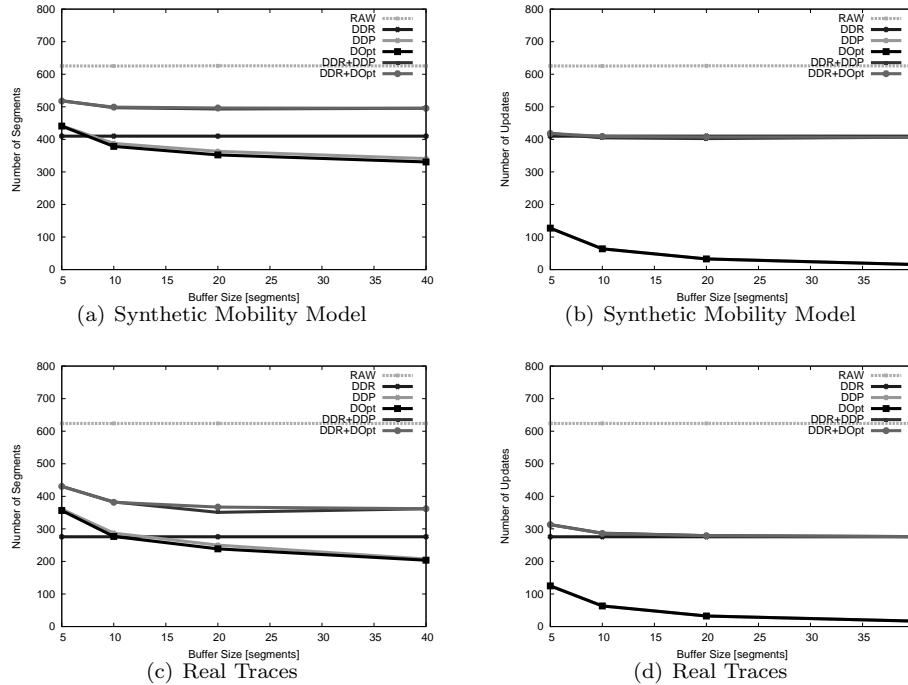 800
700
600
500
400
300
200
100
0
Number of Segments
RAW
DDR
DDP
DOpt
DDR+DDP
DDR+DOpt
5 10 15 20 25 30 35 40
Buffer Size [segments]
(a) Synthetic Mobility Model
800
700
600
500
400
300
200
100
0
Number of Updates
RAW
DDR
DDP
DOpt
DDR+DDP
DDR+DOpt
5 10 15 20 25 30 35
Buffer Size [segments]
(b) Synthetic Mobility Model
800
700
600
500
400
300
200
100
0
Number of Segments
RAW
DDR
DDP
DOpt
DDR+DDP
DDR+DOpt
5 10 15 20 25 30 35 40
Buffer Size [segments]
(c) Real Traces
800
700
600
500
400
300
200
100
0
Number of Updates
RAW
DDR
DDP
DOpt
DDR+DDP
DDR+DOpt
5 10 15 20 25 30 35
Buffer Size [segments]
(d) Real Traces